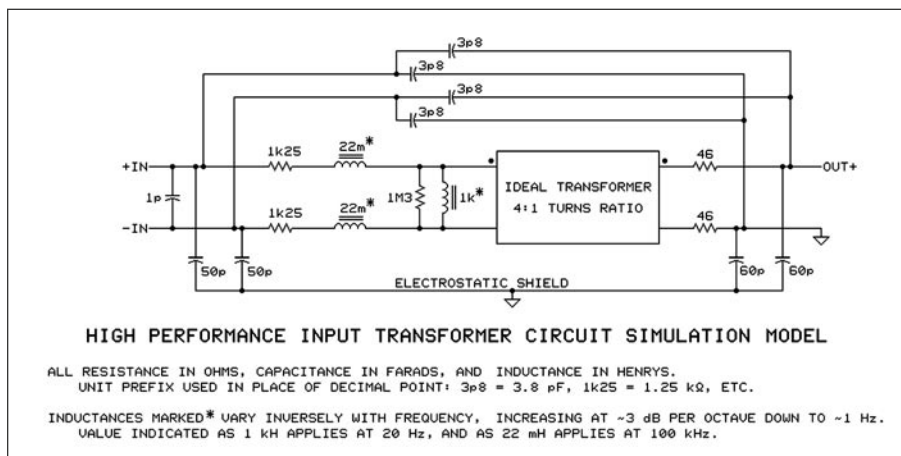 3p8
3p8
3p8
3p8
+IN 1k25 22m* 46 OUT+
1p 1M3 1k* IDEAL TRANSFORMER
4:1 TURNS RATIO
-IN 1k25 22m* 46
50p 50p 60p 60p
ELECTROSTATIC SHIELD
HIGH PERFORMANCE INPUT TRANSFORMER CIRCUIT SIMULATION MODEL
ALL RESISTANCE IN OHMS, CAPACITANCE IN FARADS, AND INDUCTANCE IN HENRYS.
UNIT PREFIX USED IN PLACE OF DECIMAL POINT: 3p8 = 3.8 pF, 1k25 = 1.25 kΩ, ETC.
INDUCTANCES MARKED* VARY INVERSELY WITH FREQUENCY, INCREASING AT ~3 dB PER OCTAVE DOWN TO ~1 Hz.
VALUE INDICATED AS 1 kH APPLIES AT 20 Hz, AND AS 22 mH APPLIES AT 100 kHz.